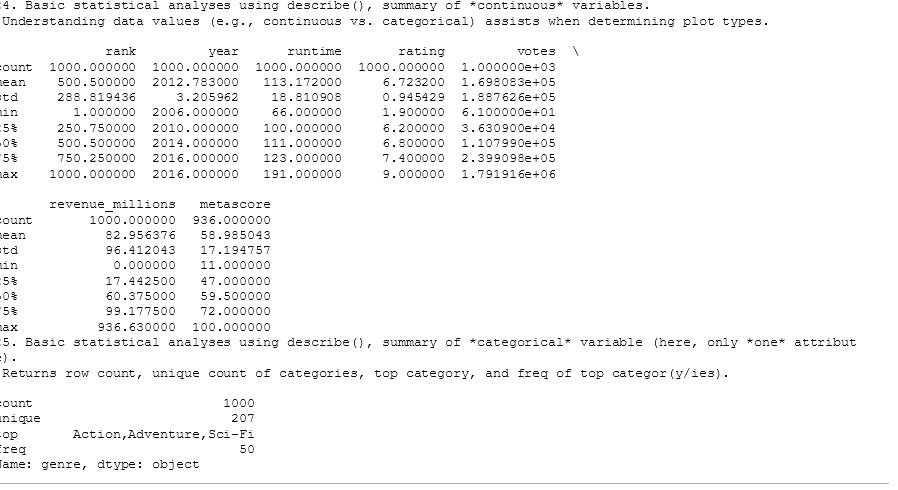 4. Basic statistical analyses using describe(), summary of *continuous* variables.
Understanding data values (e.g., continuous vs. categorical) assists when determining plot types.
rank year runtime rating votes \
ount 1000.000000 1000.000000 1000.000000 1000.000000 1.000000e+03
ean 500.500000 2012.783000 113.172000 6.723200 1.698083e+05
td 288.819436 3.205962 18.810908 0.945429 1.887626e+05
in 1.000000 2006.000000 66.000000 1.900000 6.100000e+01
5% 250.750000 2010.000000 100.000000 6.200000 3.630900e+04
0% 500.500000 2014.000000 111.000000 6.800000 1.107990e+05
5% 750.250000 2016.000000 123.000000 7.400000 2.399098e+05
ax 1000.000000 2016.000000 191.000000 9.000000 1.791916e+06
revenue_millions metascore
ount 1000.000000 936.000000
ean 82.956376 58.985043
td 96.412043 17.194757
in 0.000000 11.000000
5% 17.442500 47.000000
0% 60.375000 59.500000
5% 99.177500 72.000000
ax 936.630000 100.000000
5. Basic statistical analyses using describe(), summary of *categorical* variable (here, only *one* attribut
e).
Returns row count, unique count of categories, top category, and freq of top categor(y/ies).
ount 1000
nique 207
op Action,Adventure,Sci-Fi
req 50
ame: genre, dtype: object